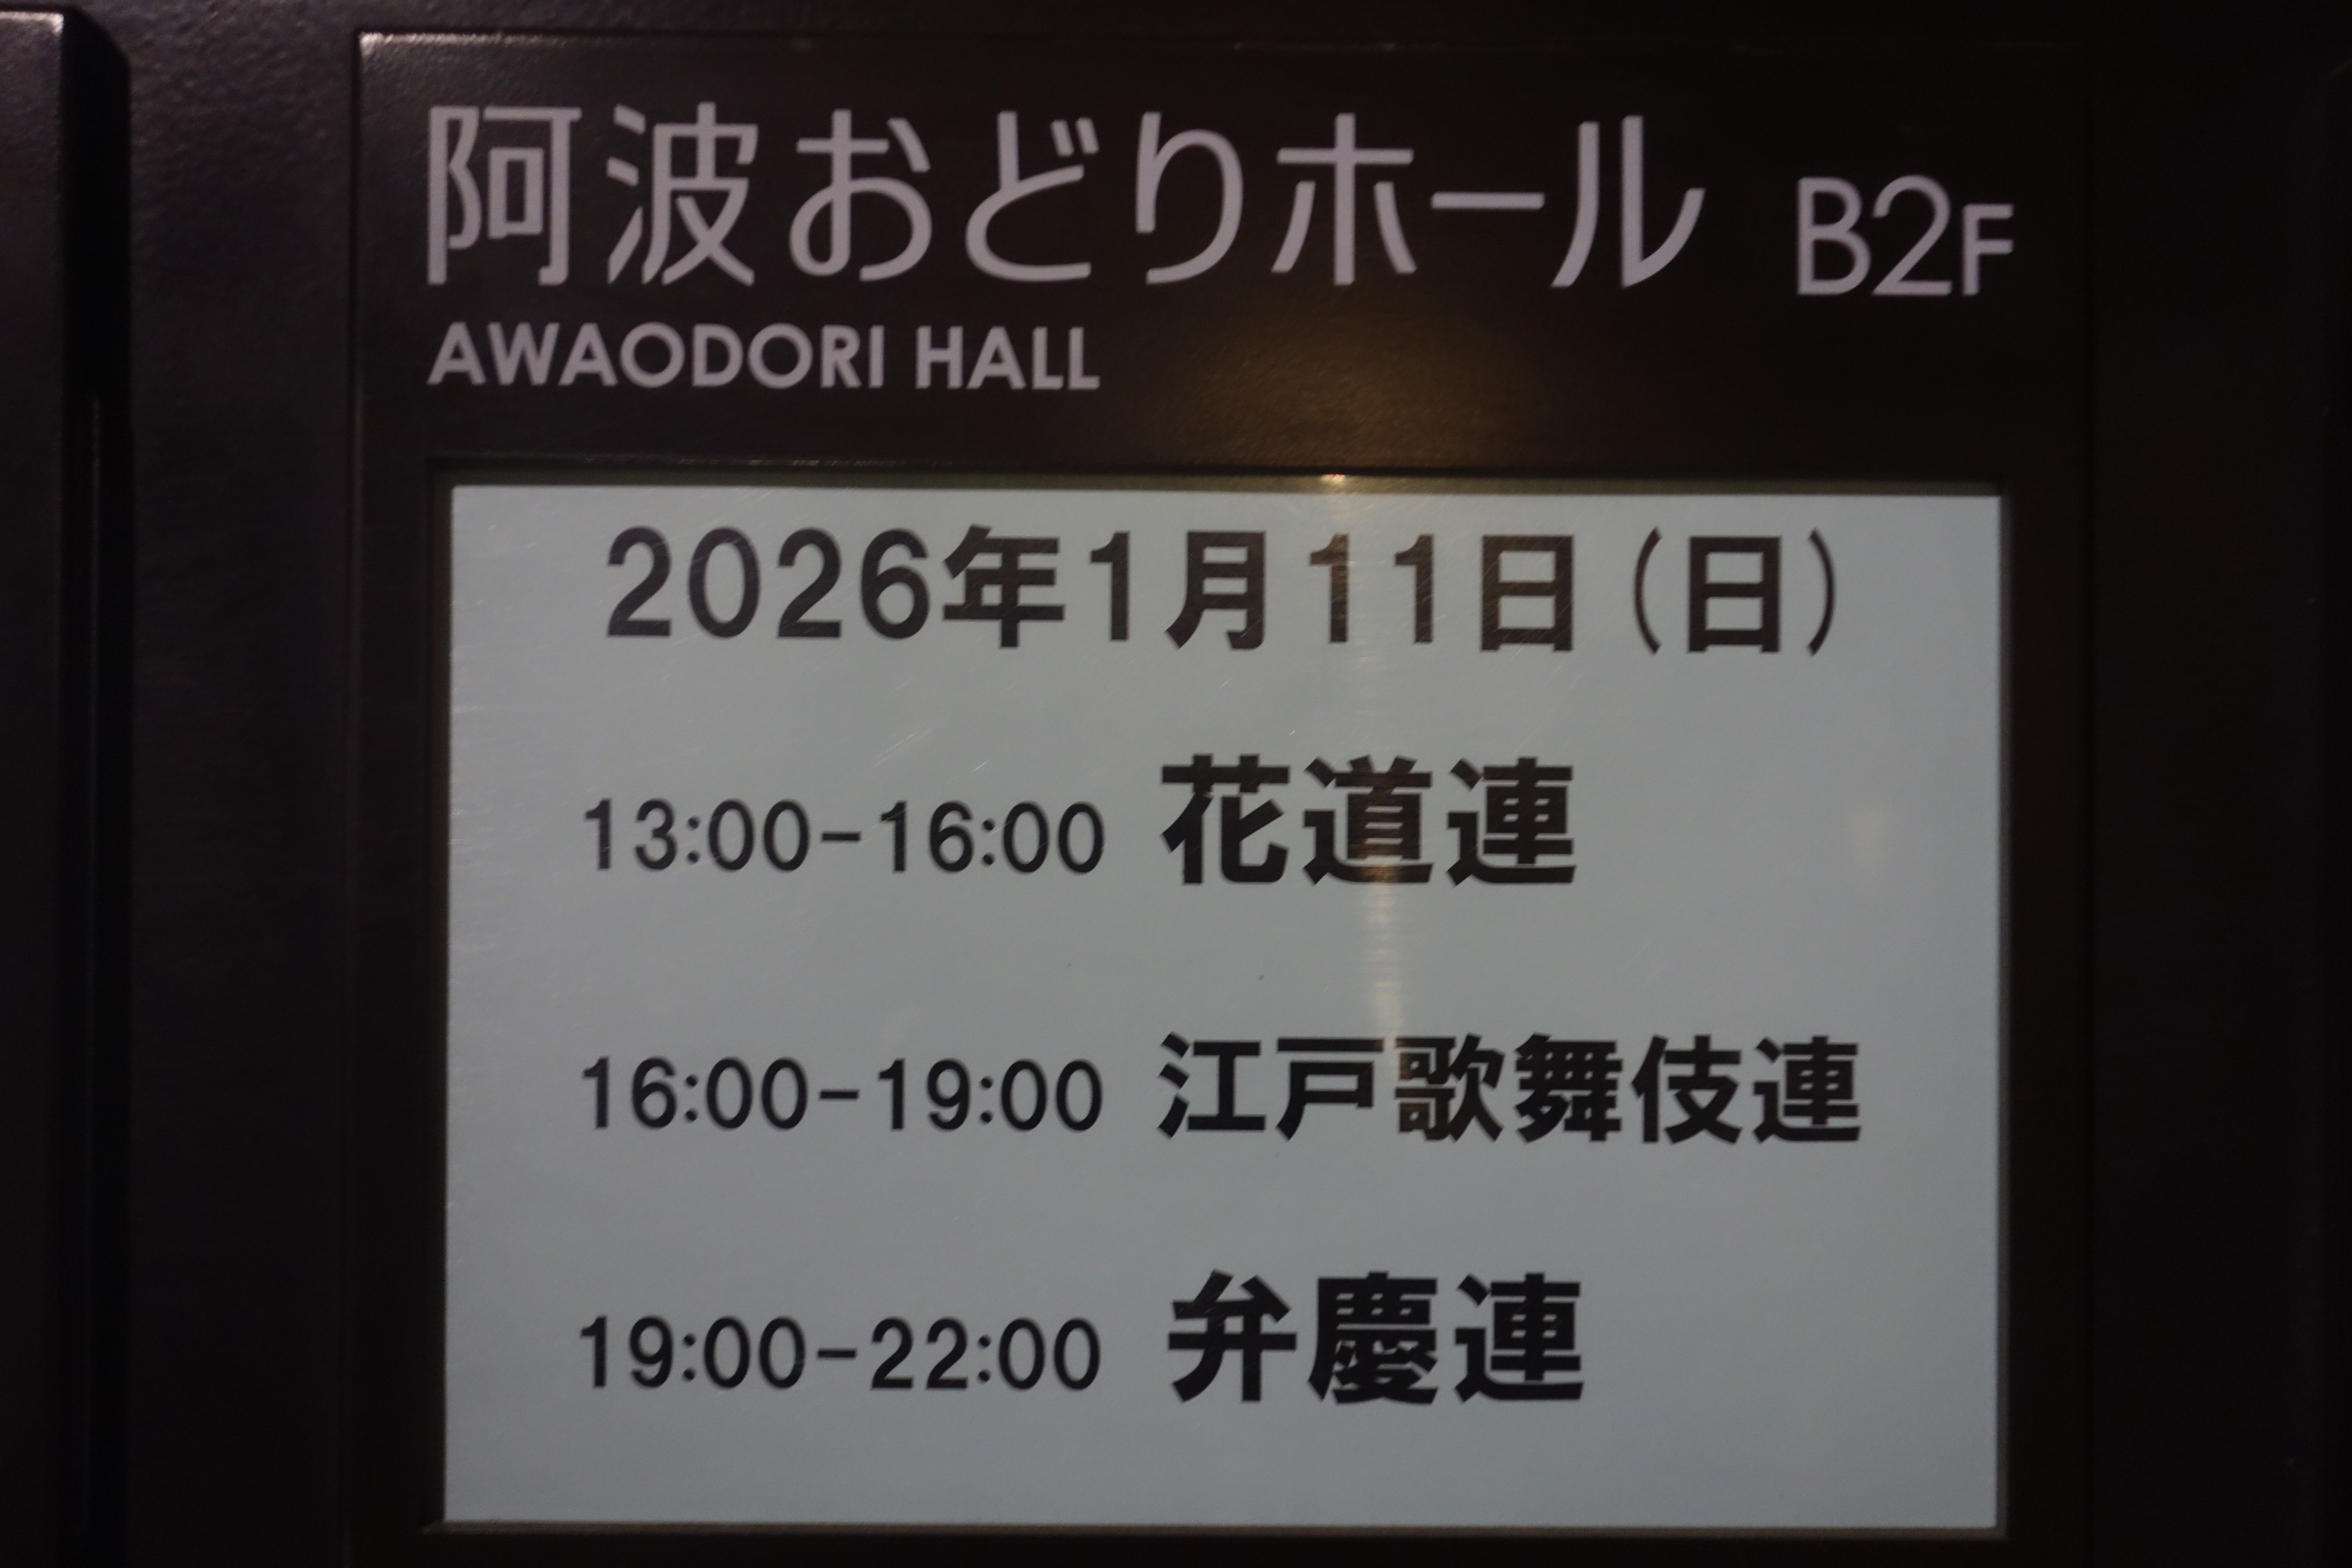 阿波おどりホール B2F
AWAODORI HALL
2026年1月11日（日）
13:00-16:00 花道連
16:00-19:00 江戸歌舞伎連
19:00-22:00 弁慶連